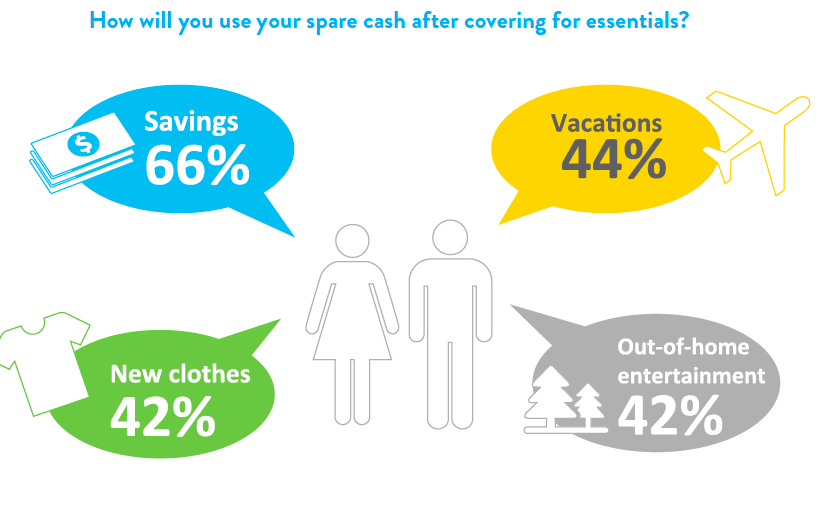 How will you use your spare cash after covering for essentials?
$
Savings
66%
Vacations
44%
New clothes
42%
Out-of-home
entertainment
42%